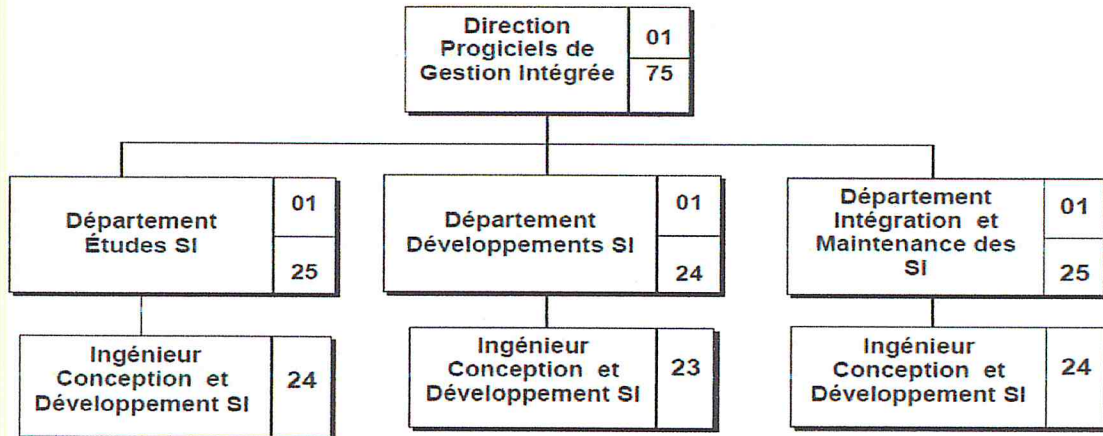 Direction
Progiciels de
Gestion Intégrée
01
75
Département
Études SI
01
25
Département
Développements SI
01
24
Département
Intégration et
Maintenance des
SI
01
25
Ingénieur
Conception et
Développement SI
24
Ingénieur
Conception et
Développement SI
23
Ingénieur
Conception et
Développement SI
24